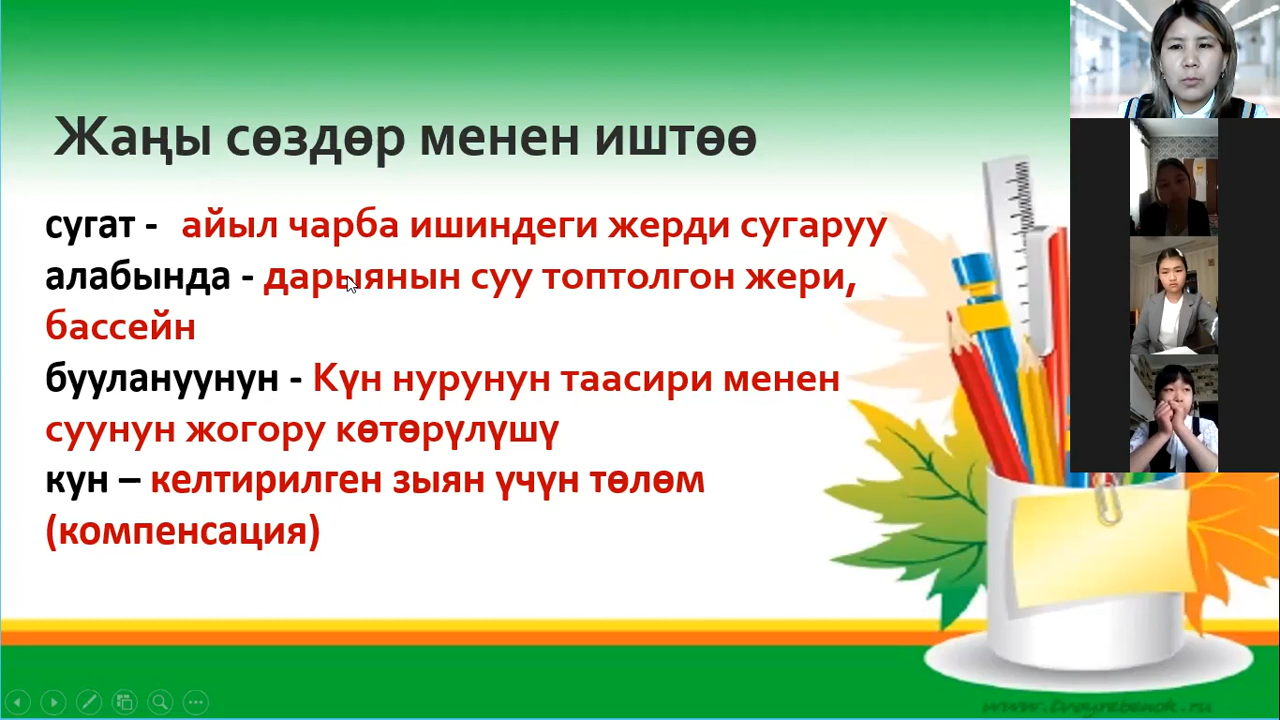 Жаңы сөздөр менен иштөө
сугат - айыл чарба ишиндеги жерди сугаруу
алабында - дарыянын суу топтолгон жери,
бассейн
буулануунун - Күн нурунун таасири менен
суунун жогору көтөрүлүшү
кун – келтирилген зыян үчүн төлөм
(компенсация)